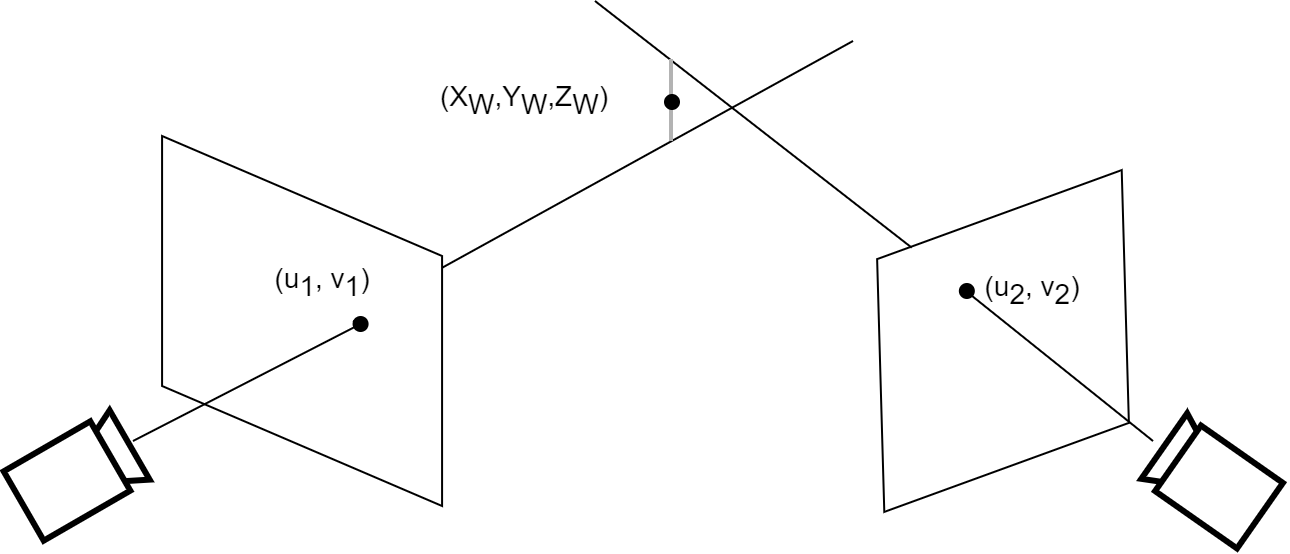 (XW,YW,ZW)
(u1, v1)
(u2, v2)